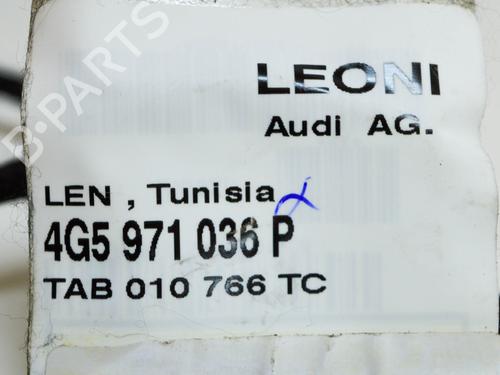 B-PARTS
LEONI
Audi AG.
LEN , Tunisia
4G5 971 036 P
TAB 010 766 TC